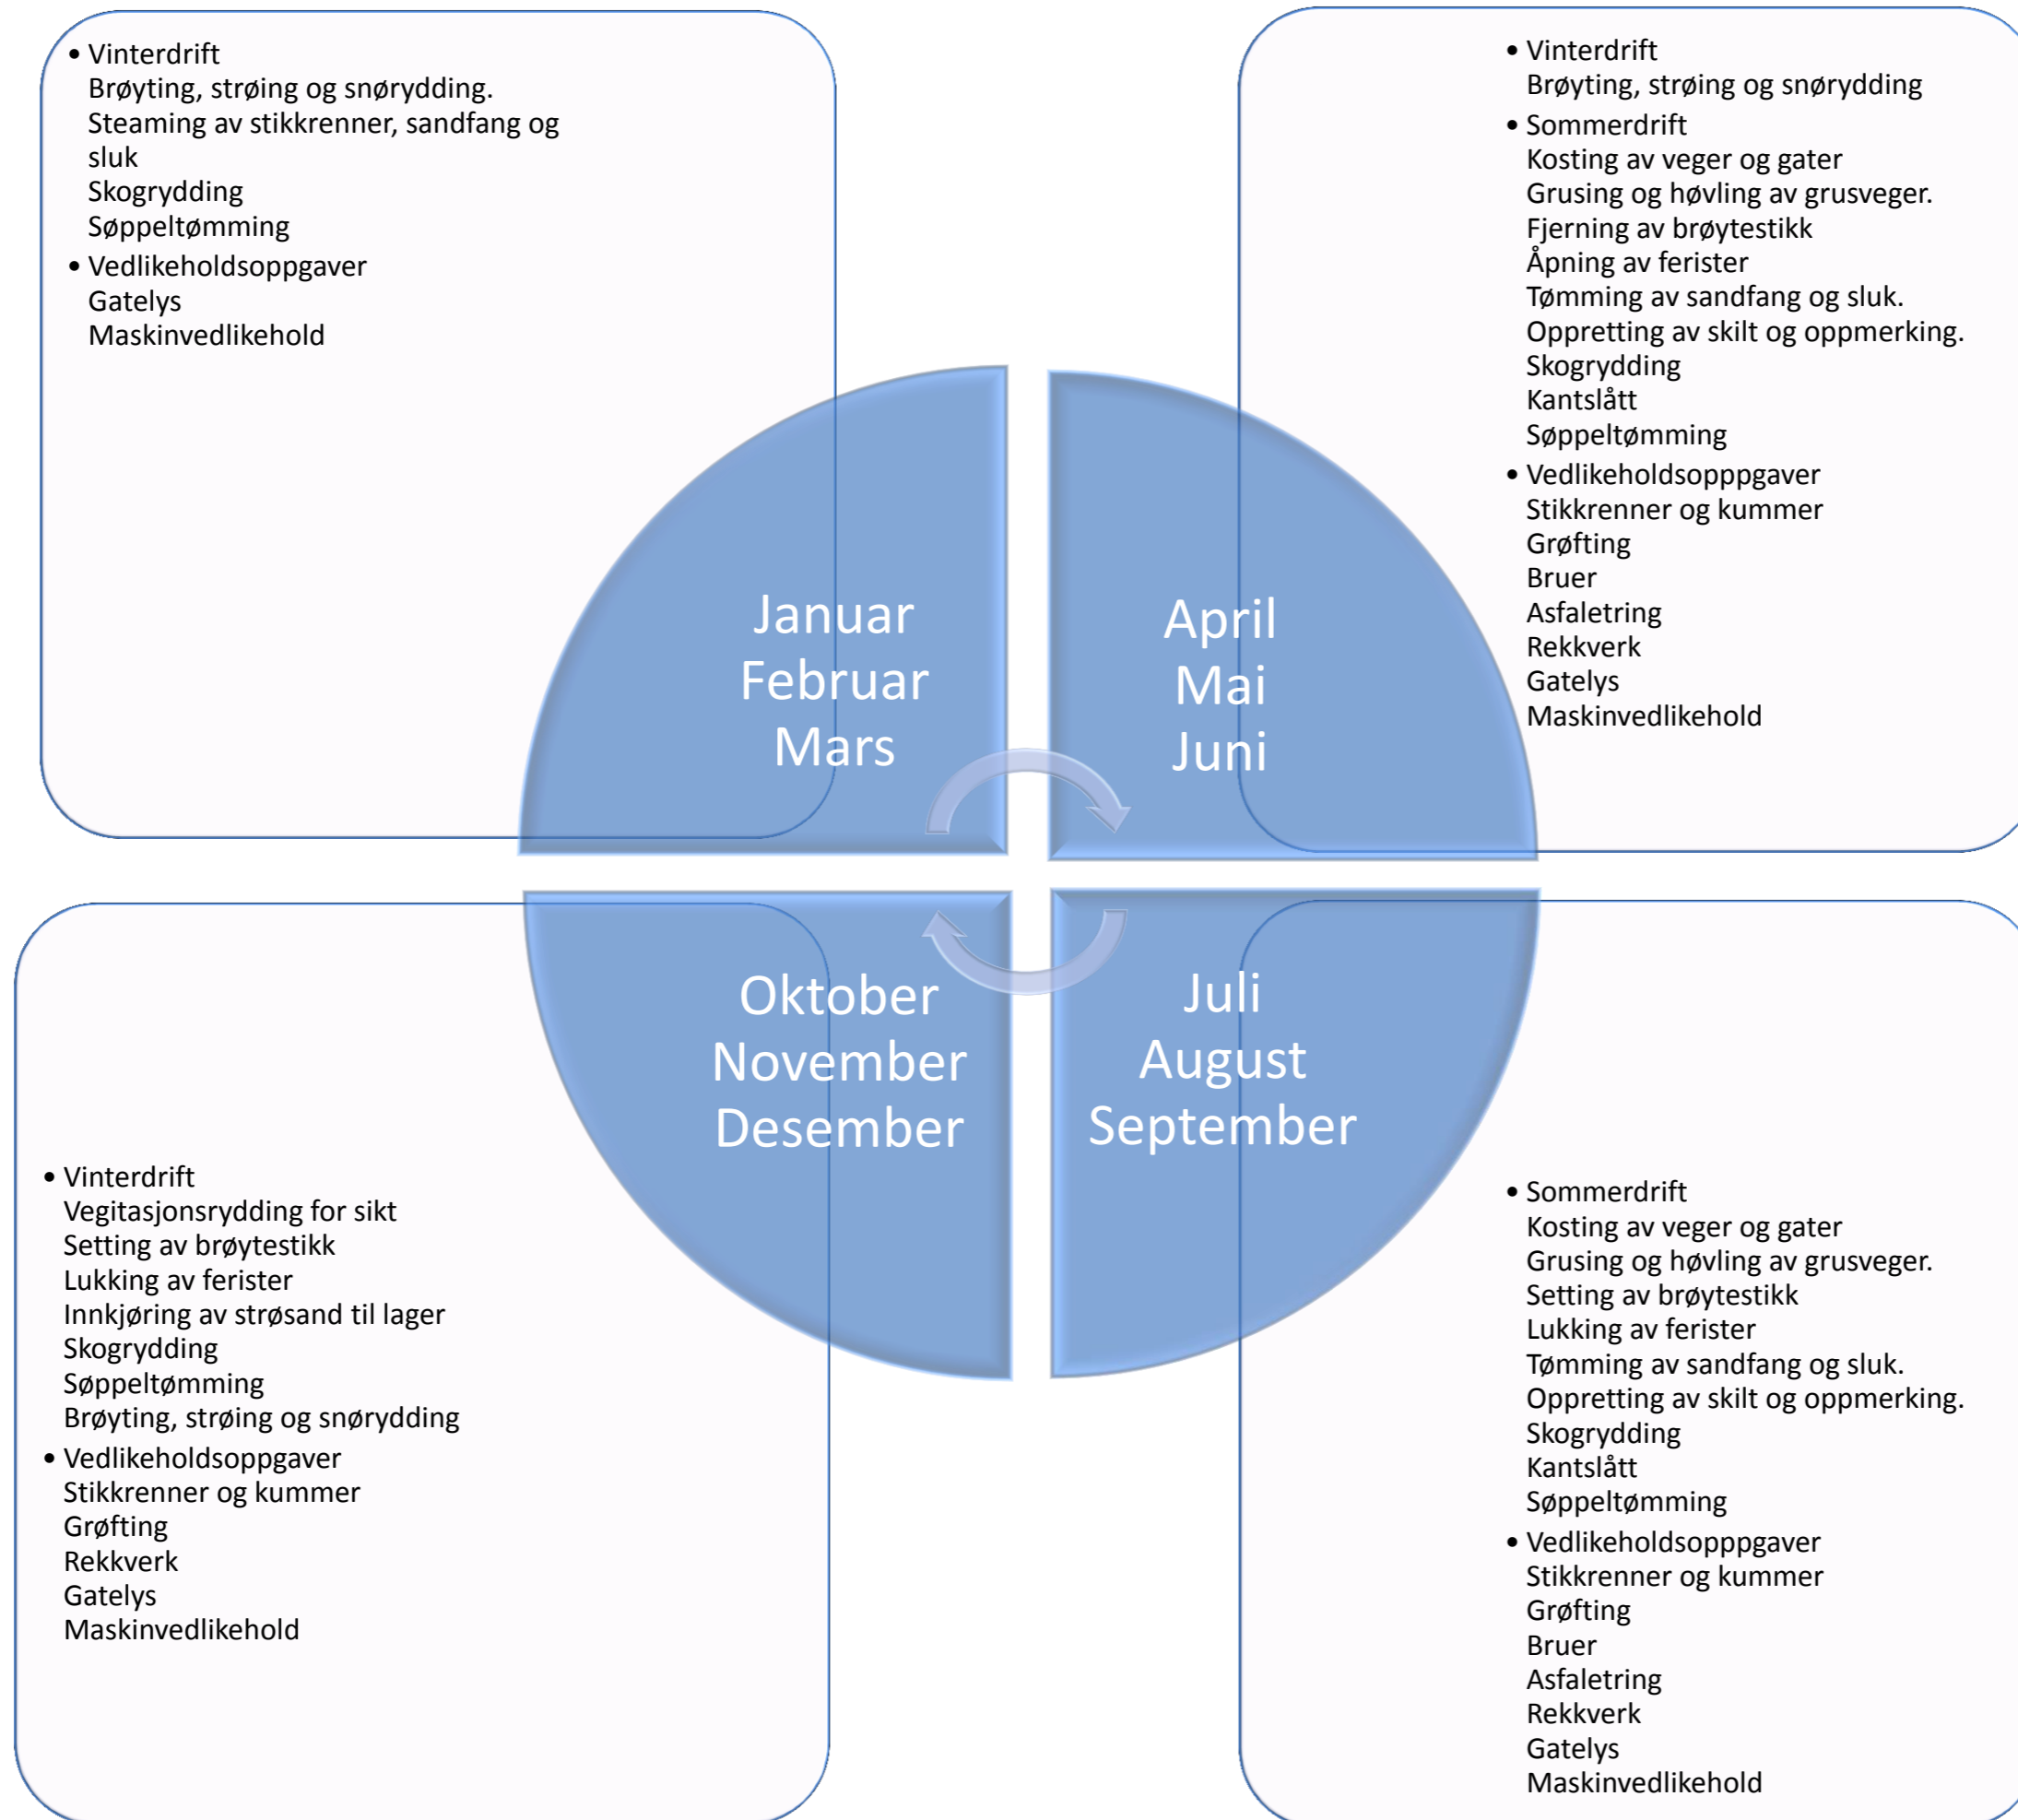 • Vinterdrift
Brøyting, strøing og snørydding.
Steaming av stikkrenner, sandfang og
sluk
Skogrydding
Søppeltømming
• Vedlikeholdsoppgaver
Gatelys
Maskinvedlikehold
• Vinterdrift
Brøyting, strøing og snørydding
• Sommerdrift
Kosting av veger og gater
Grusing og høvling av grusveger.
Fjerning av brøytestikk
Åpning av ferister
Tømming av sandfang og sluk.
Oppretting av skilt og oppmerking.
Skogrydding
Kantslått
Søppeltømming
• Vedlikeholdsopppgaver
Stikkrenner og kummer
Grøfting
Bruer
Asfaletring
Rekkverk
Gatelys
Maskinvedlikehold
Januar
Februar
Mars
April
Mai
Juni
Oktober
November
Desember
Juli
August
September
• Vinterdrift
Vegitasjonsrydding for sikt
Setting av brøytestikk
Lukking av ferister
Innkjøring av strøsand til lager
Skogrydding
Søppeltømming
Brøyting, strøing og snørydding
• Vedlikeholdsoppgaver
Stikkrenner og kummer
Grøfting
Rekkverk
Gatelys
Maskinvedlikehold
• Sommerdrift
Kosting av veger og gater
Grusing og høvling av grusveger.
Setting av brøytestikk
Lukking av ferister
Tømming av sandfang og sluk.
Oppretting av skilt og oppmerking.
Skogrydding
Kantslått
Søppeltømming
• Vedlikeholdsopppgaver
Stikkrenner og kummer
Grøfting
Bruer
Asfaletring
Rekkverk
Gatelys
Maskinvedlikehold